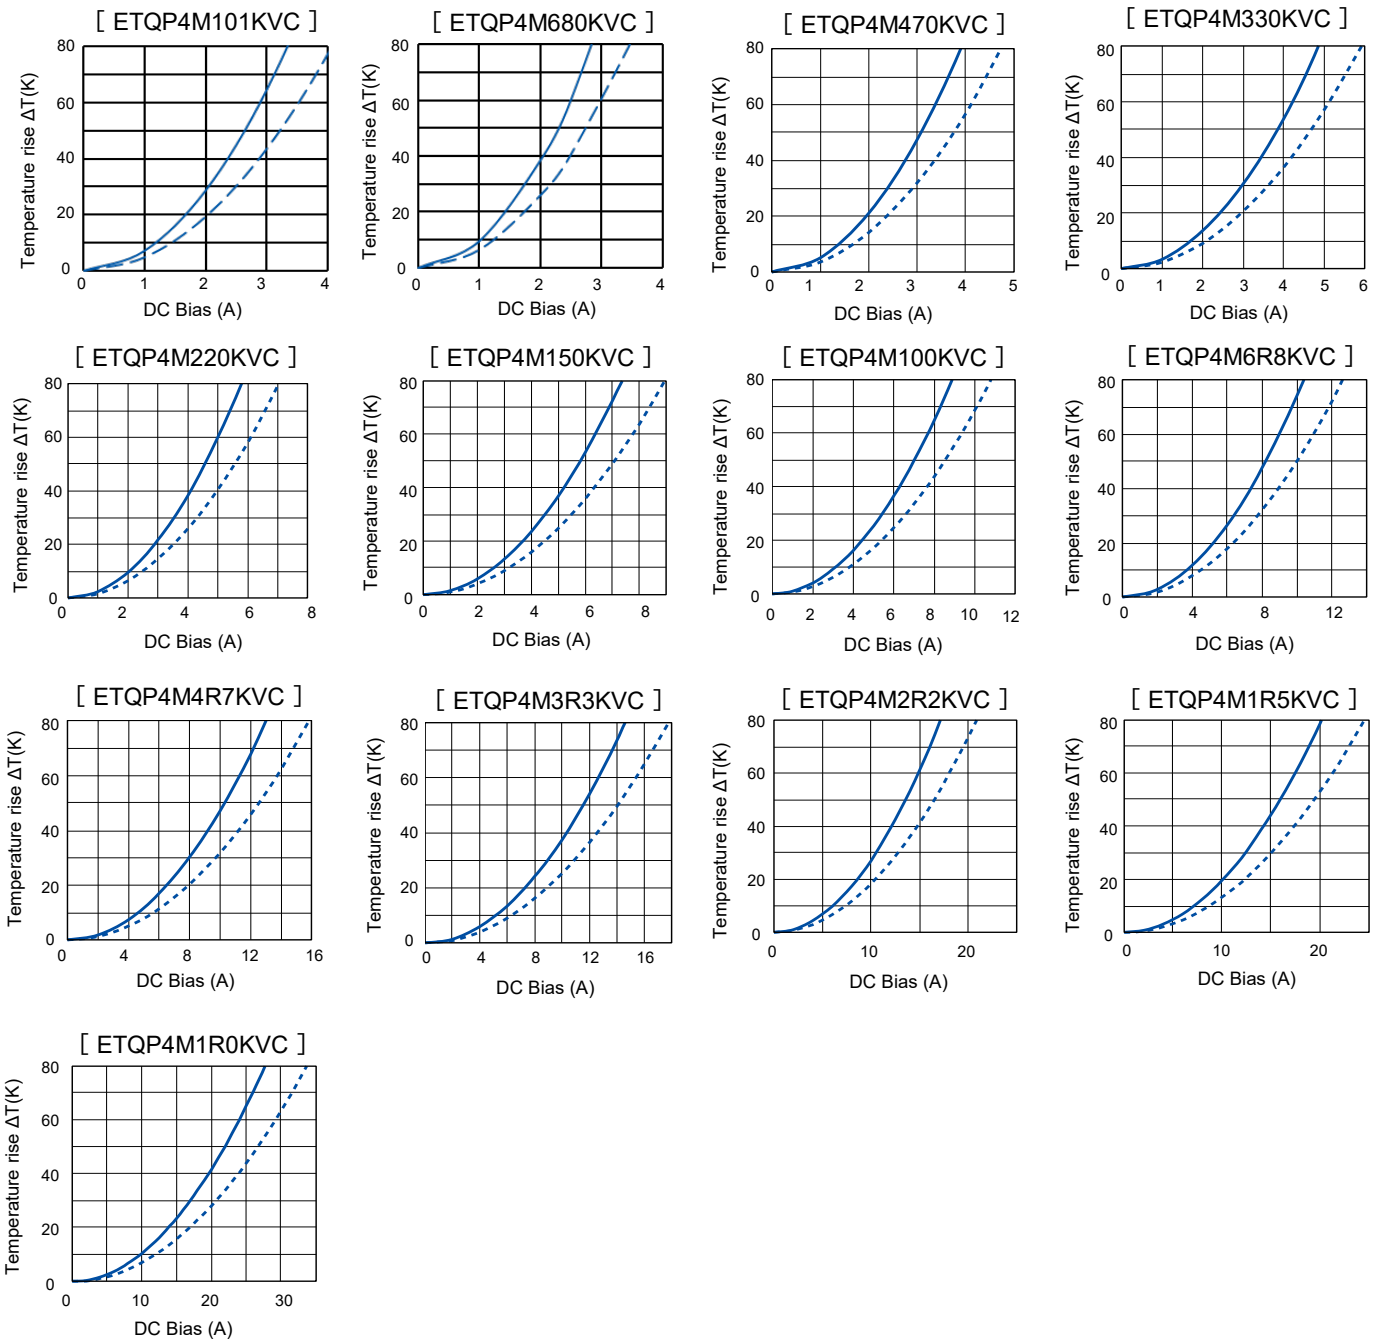 [ ETQP4M101KVC ]
80
60
40
20
0
Temperature rise ΔT(K)
0 1 2 3 4
DC Bias (A)
[ ETQP4M680KVC ]
80
60
40
20
0
Temperature rise ΔT(K)
0 1 2 3 4
DC Bias (A)
[ ETQP4M470KVC ]
80
60
40
20
0
Temperature rise ΔT(K)
0 1 2 3 4 5
DC Bias (A)
[ ETQP4M330KVC ]
80
60
40
20
0
Temperature rise ΔT(K)
0 1 2 3 4 5 6
DC Bias (A)
[ ETQP4M220KVC ]
80
60
40
20
0
Temperature rise ΔT(K)
0 2 4 6 8
DC Bias (A)
[ ETQP4M150KVC ]
80
60
40
20
0
Temperature rise ΔT(K)
2 4 6 8
DC Bias (A)
[ ETQP4M100KVC ]
80
60
40
20
0
Temperature rise ΔT(K)
0 2 4 6 8 10 12
DC Bias (A)
[ ETQP4M6R8KVC ]
80
60
40
20
0
Temperature rise ΔT(K)
0 4 8 12
DC Bias (A)
[ ETQP4M4R7KVC ]
80
60
40
20
0
Temperature rise ΔT(K)
0 4 8 12 16
DC Bias (A)
[ ETQP4M3R3KVC ]
80
60
40
20
0
Temperature rise ΔT(K)
0 4 8 12 16
DC Bias (A)
[ ETQP4M2R2KVC ]
80
60
40
20
0
Temperature rise ΔT(K)
0 10 20
DC Bias (A)
[ ETQP4M1R5KVC ]
80
60
40
20
0
Temperature rise ΔT(K)
0 10 20
DC Bias (A)
[ ETQP4M1R0KVC ]
80
60
40
20
0
Temperature rise ΔT(K)
0 10 20 30
DC Bias (A)